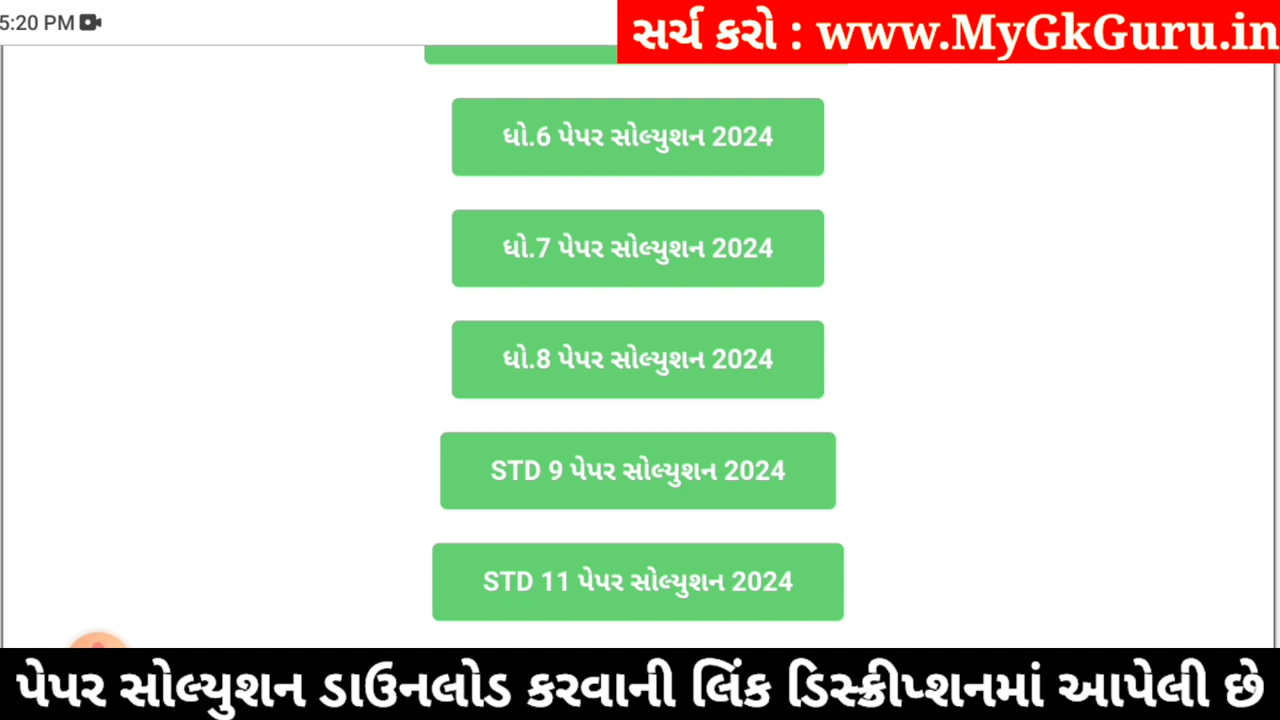 5:20 PM
સર્ચ કરો : www.MyGkGuru.in
ધો.6 પેપર સોલ્યુશન 2024
ધો.7 પેપર સોલ્યુશન 2024
ધો.8 પેપર સોલ્યુશન 2024
STD 9 પેપર સોલ્યુશન 2024
STD 11 પેપર સોલ્યુશન 2024
પેપર સોલ્યુશન ડાઉનલોડ કરવાની લિંક ડિસ્ક્રીપ્શનમાં આપેલી છે